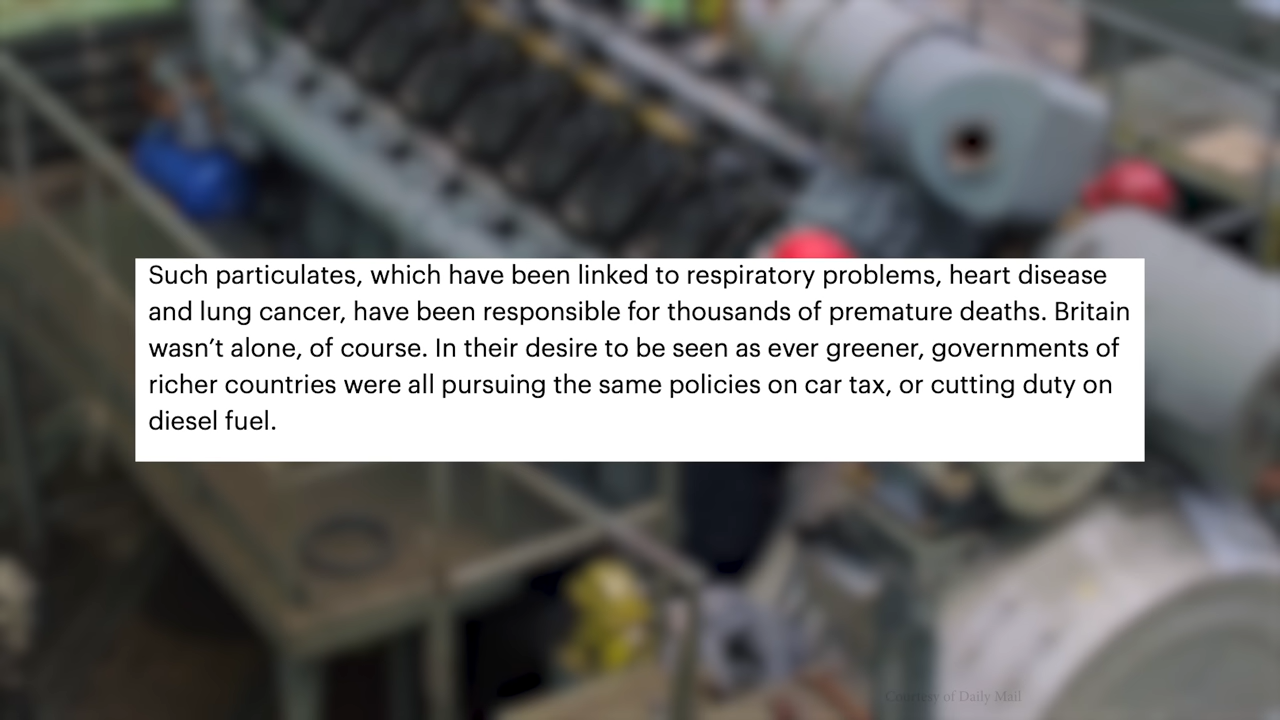 Such particulates, which have been linked to respiratory problems, heart disease
and lung cancer, have been responsible for thousands of premature deaths. Britain
wasn’t alone, of course. In their desire to be seen as ever greener, governments of
richer countries were all pursuing the same policies on car tax, or cutting duty on
diesel fuel.
Courtesy of Daily Mail